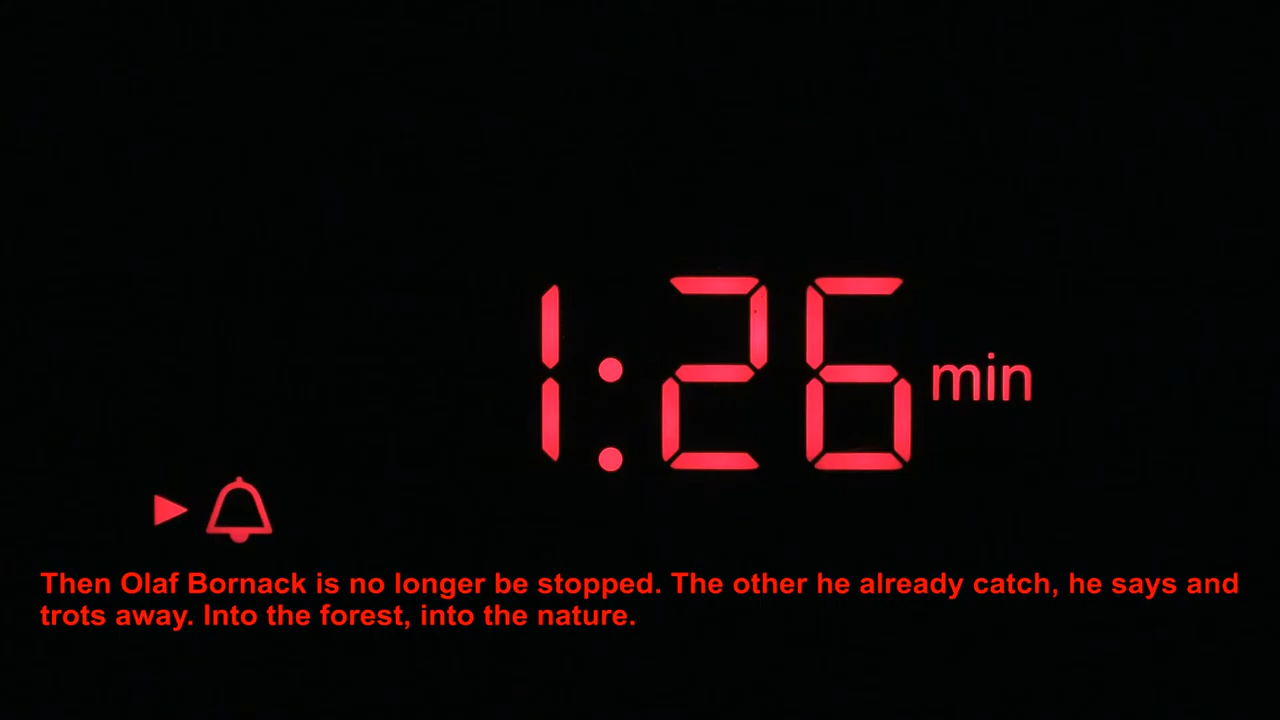 1:26 min
Then Olaf Bornack is no longer be stopped. The other he already catch, he says and
trots away. Into the forest, into the nature.